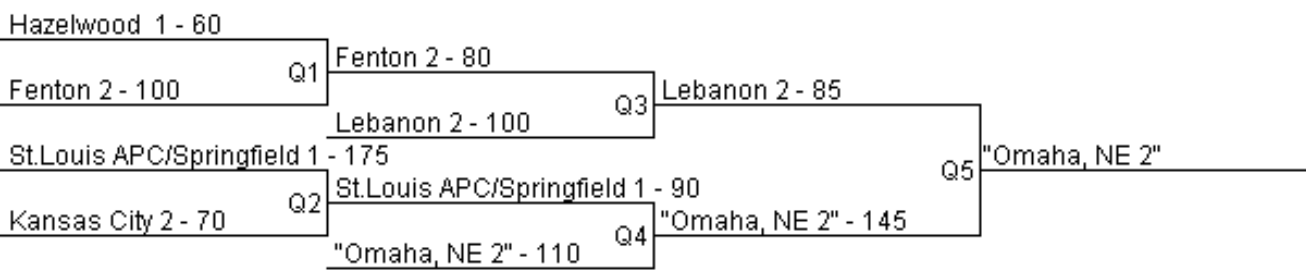 Hazelwood  1 - 60
Fenton 2 - 80
Q1
Fenton 2 - 100
Lebanon 2 - 85
Q3
Lebanon 2 - 100
St.Louis APC/Springfield 1 - 175
"Omaha, NE 2"
Q5
St.Louis APC/Springfield 1 - 90
Q2
Kansas City 2 - 70
"Omaha, NE 2" - 145
Q4
"Omaha, NE 2" - 110